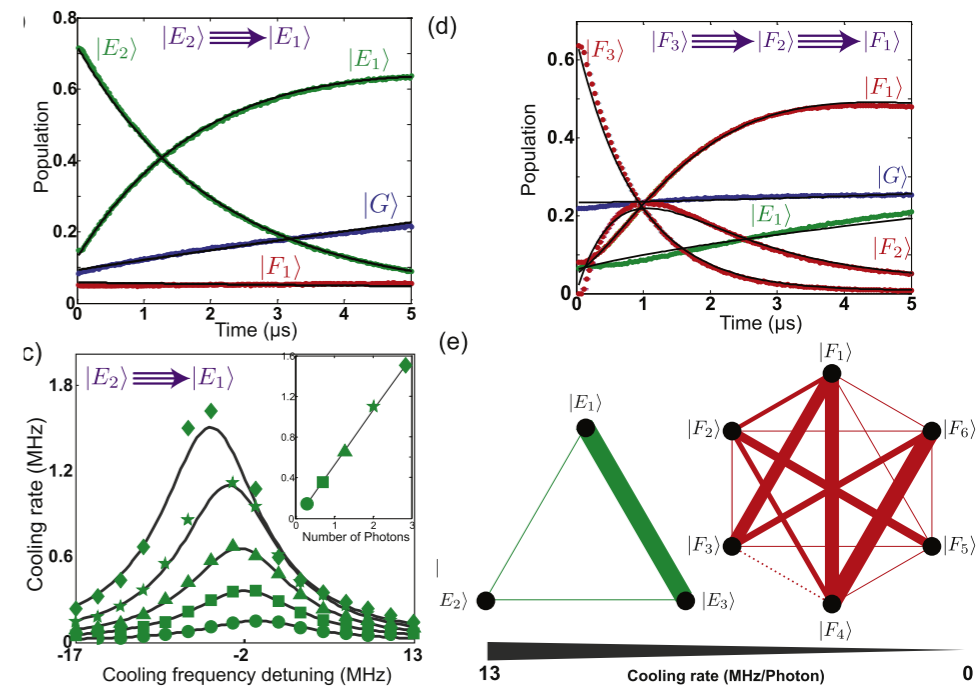 )
0.8
0.6
0.4
0.2
0
Population
|E₂⟩
|E₂⟩ |E₁⟩
|E₁⟩
|G⟩
|F₁⟩
0 1 2 3 4 5
Time (μs)
(d)
0.6
0.4
0.2
0
Population
|F₃⟩
|F₃⟩ |F₂⟩ |F₁⟩
|F₁⟩
|G⟩
|E₁⟩
|F₂⟩
0 1 2 3 4 5
Time (μs)
c)
|E₂⟩ |E₁⟩
1.8
1.2
0.6
0
Cooling rate (MHz)
1.6
1.2
0.8
0.4
0
0 1 2 3
Number of Photons
-17 -2 13
Cooling frequency detuning (MHz)
(e)
|E₁⟩
|
E₂⟩
|E₃⟩
|F₁⟩
|F₂⟩
|F₆⟩
|F₃⟩
|F₅⟩
|F₄⟩
13 Cooling rate (MHz/Photon) 0